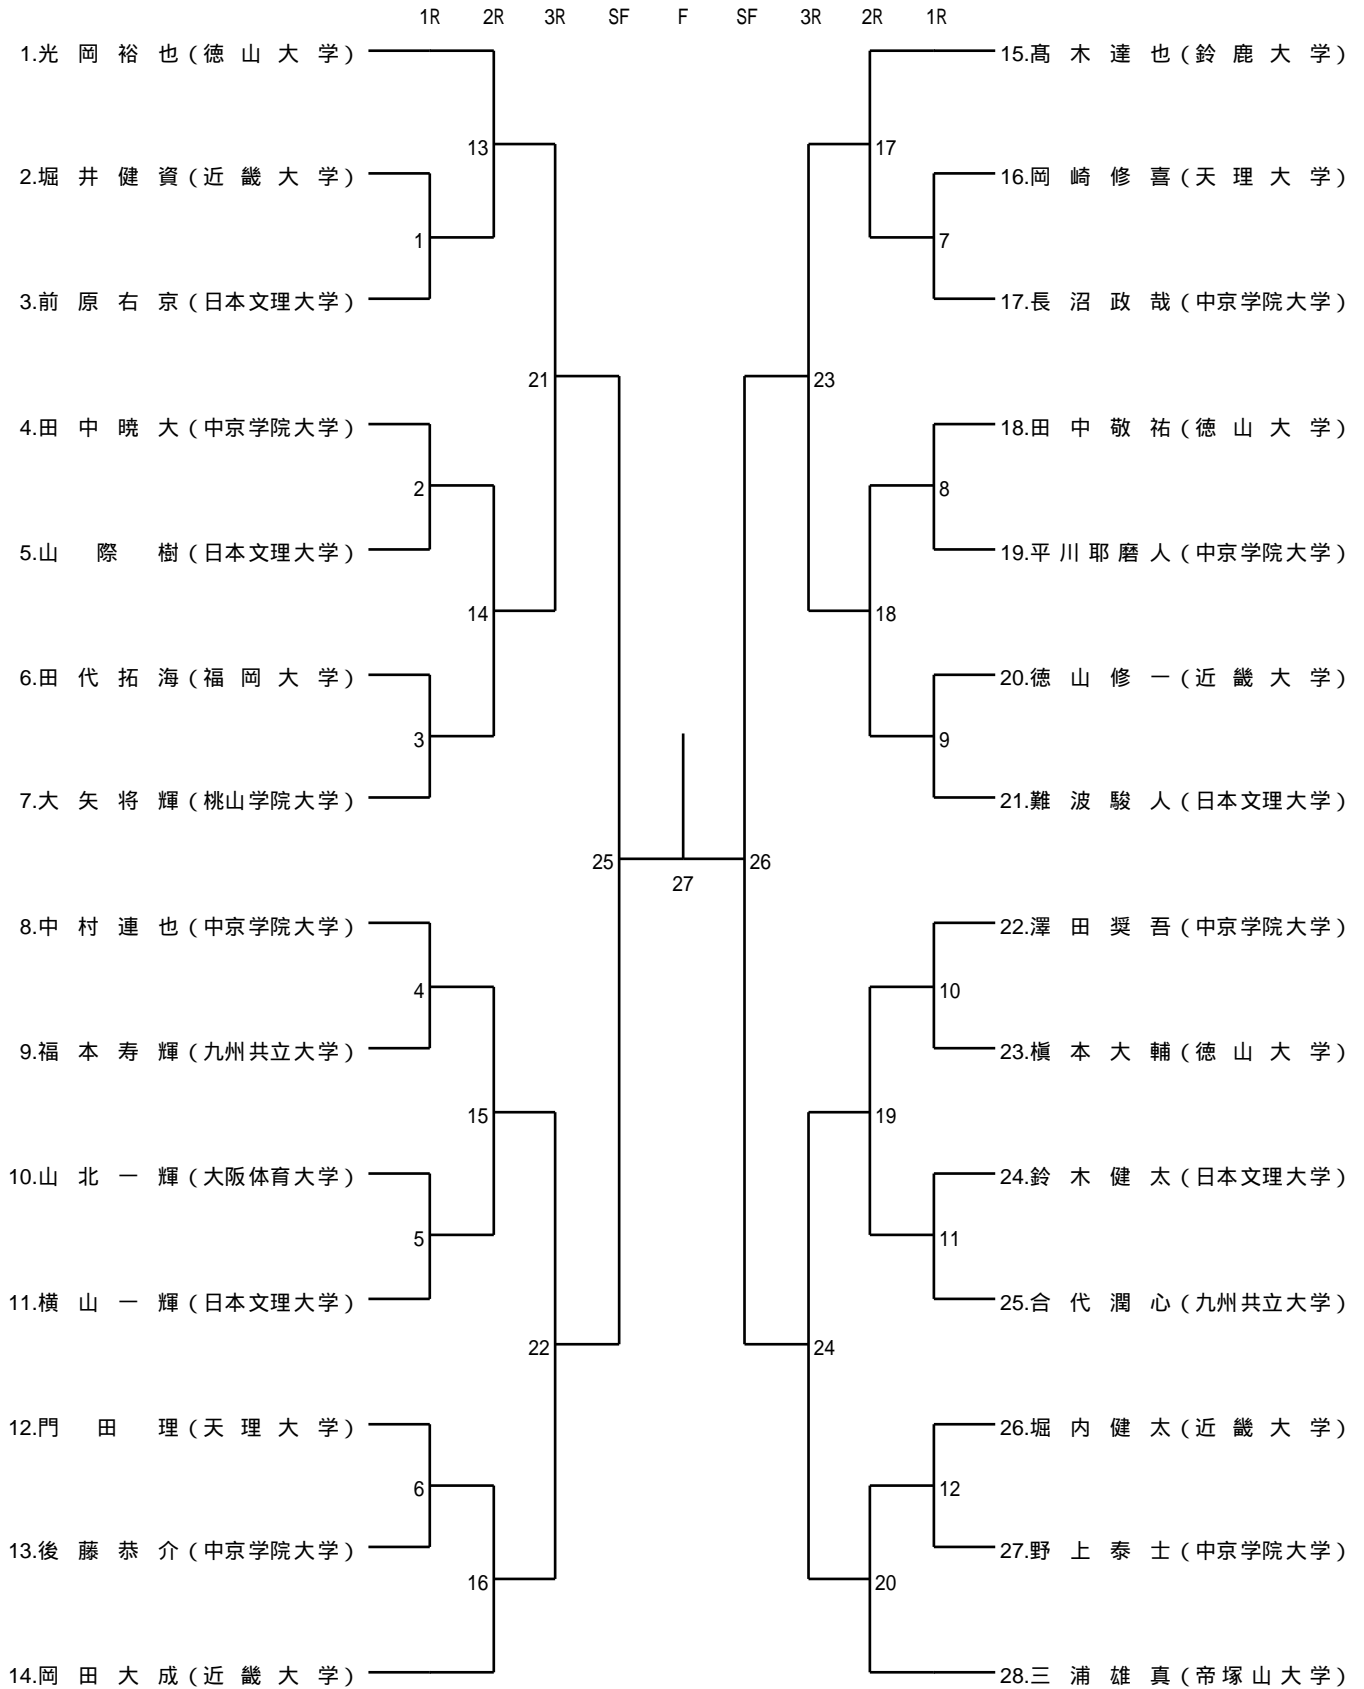 1R 2R 3R SF F SF 3R 2R 1R
1.光岡裕也(徳山大学)
13
2.堀井健資(近畿大学)
1
3.前原右京(日本文理大学)
21
4.田中暁大(中京学院大学)
2
5.山際樹(日本文理大学)
14
6.田代拓海(福岡大学)
3
7.大矢将輝(桃山学院大学)
25
8.中村連也(中京学院大学)
4
9.福本寿輝(九州共立大学)
15
10.山北一輝(大阪体育大学)
5
11.横山一輝(日本文理大学)
22
12.門田理(天理大学)
6
13.後藤恭介(中京学院大学)
16
14.岡田大成(近畿大学)
27
15.髙木達也(鈴鹿大学)
17
16.岡崎修喜(天理大学)
7
17.長沼政哉(中京学院大学)
23
18.田中敬祐(徳山大学)
8
19.平川耶磨人(中京学院大学)
18
20.徳山修一(近畿大学)
9
21.難波駿人(日本文理大学)
26
22.澤田奨吾(中京学院大学)
10
23.槇本大輔(徳山大学)
19
24.鈴木健太(日本文理大学)
11
25.合代潤心(九州共立大学)
24
26.堀内健太(近畿大学)
12
27.野上泰士(中京学院大学)
20
28.三浦雄真(帝塚山大学)